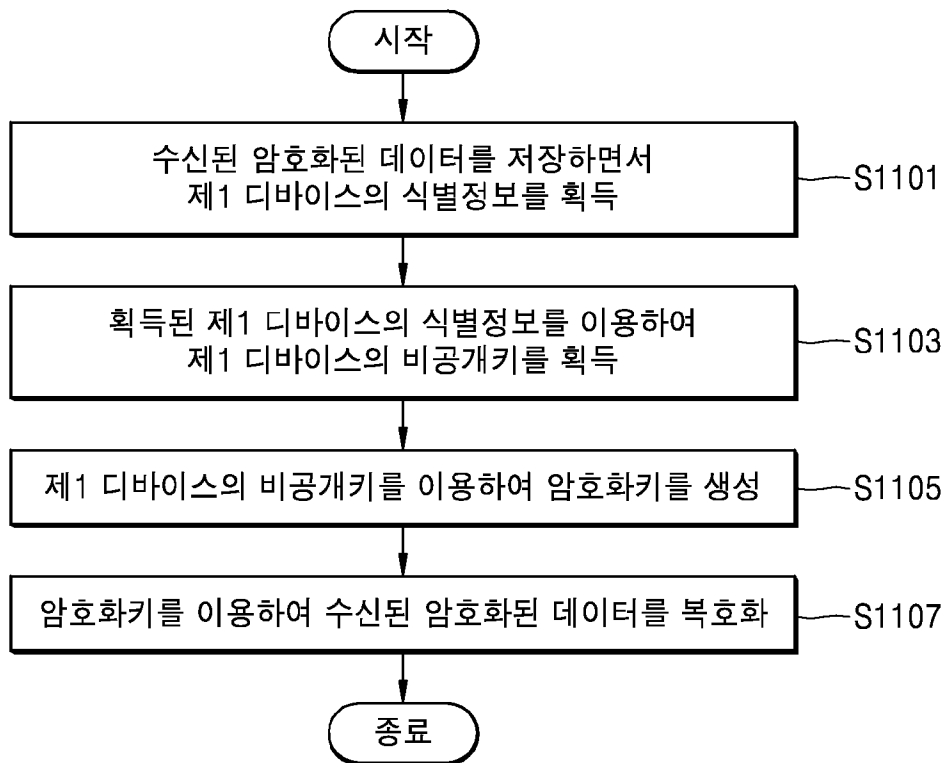 시작
수신된 암호화된 데이터를 저장하면서
제1 디바이스의 식별정보를 획득
S1101
획득된 제1 디바이스의 식별정보를 이용하여
제1 디바이스의 비공개키를 획득
S1103
제1 디바이스의 비공개키를 이용하여 암호화키를 생성
S1105
암호화키를 이용하여 수신된 암호화된 데이터를 복호화
S1107
종료